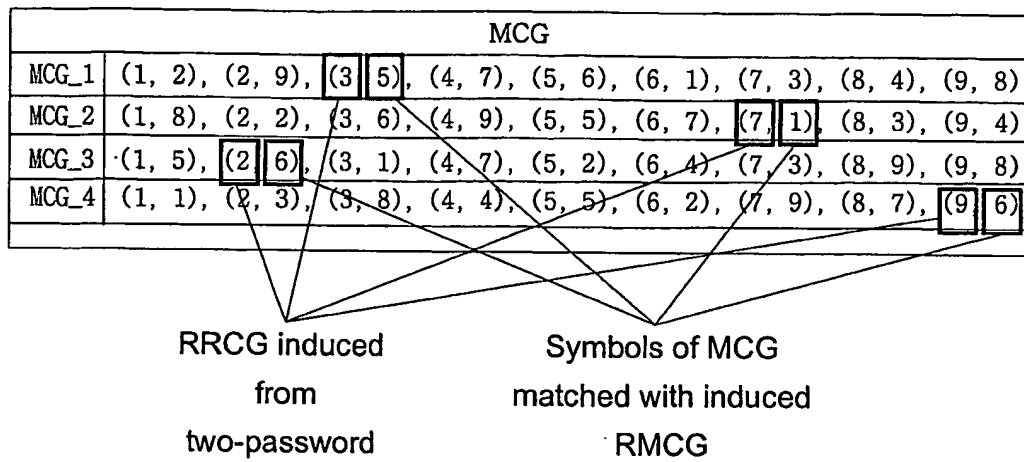 MCG
MCG_1 (1, 2), (2, 9), (3 5), (4, 7), (5, 6), (6, 1), (7, 3), (8, 4), (9, 8)
MCG_2 (1, 8), (2, 2), (3, 6), (4, 9), (5, 5), (6, 7), (7, 1), (8, 3), (9, 4)
MCG_3 (1, 5), (2 6), (3, 1), (4, 7), (5, 2), (6, 4), (7, 3), (8, 9), (9, 8)
MCG_4 (1, 1), (2, 3), (3, 8), (4, 4), (5, 5), (6, 2), (7, 9), (8, 7), (9 6)
RRCG induced
from
two-password
Symbols of MCG
matched with induced
RMCG